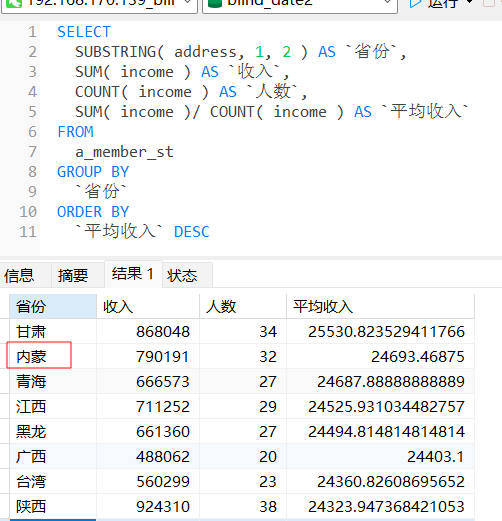 192.168.170.139_bili blind_date2 运行
1 SELECT
2 SUBSTRING( address, 1, 2 ) AS `省份`,
3 SUM( income ) AS `收入`,
4 COUNT( income ) AS `人数`,
5 SUM( income )/ COUNT( income ) AS `平均收入`
6 FROM
7 a_member_st
8 GROUP BY
9 `省份`
10 ORDER BY
11 `平均收入` DESC
信息 摘要 结果 1 状态
省份 收入 人数 平均收入
甘肃 868048 34 25530.823529411766
内蒙 790191 32 24693.46875
青海 666573 27 24687.88888888889
江西 711252 29 24525.931034482757
黑龙 661360 27 24494.814814814814
广西 488062 20 24403.1
台湾 560299 23 24360.82608695652
陕西 924310 38 24323.947368421053